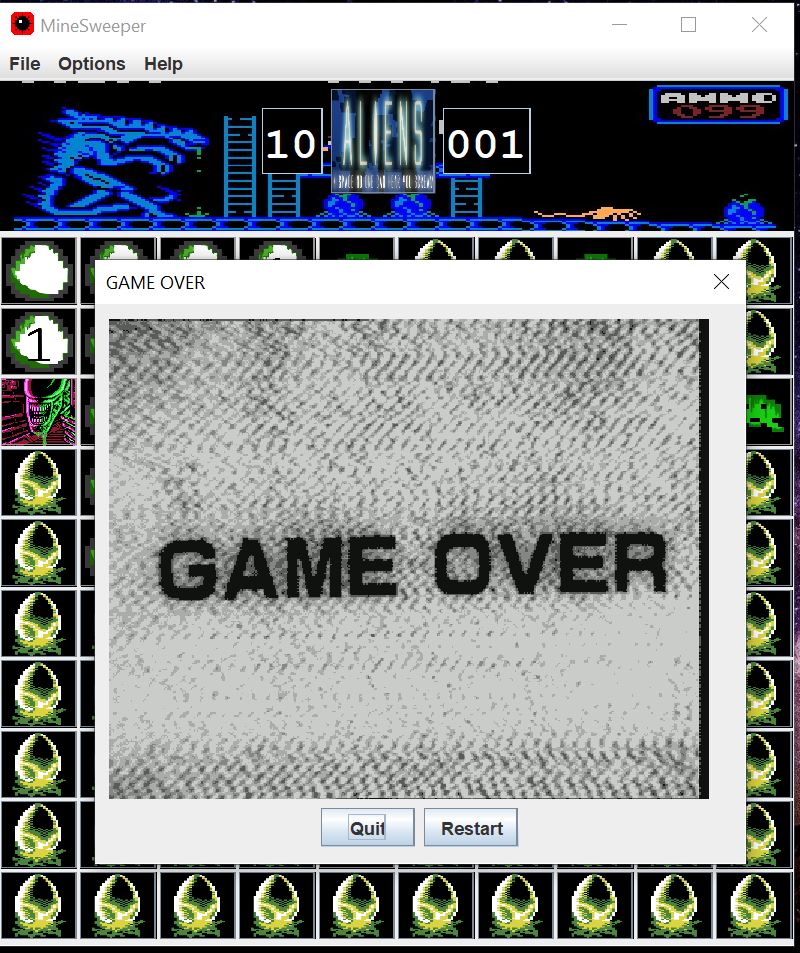 MineSweeper
File Options Help
AMMO
099
10
ALIENS
001
GAME OVER
1
GAME OVER
Quit
Restart